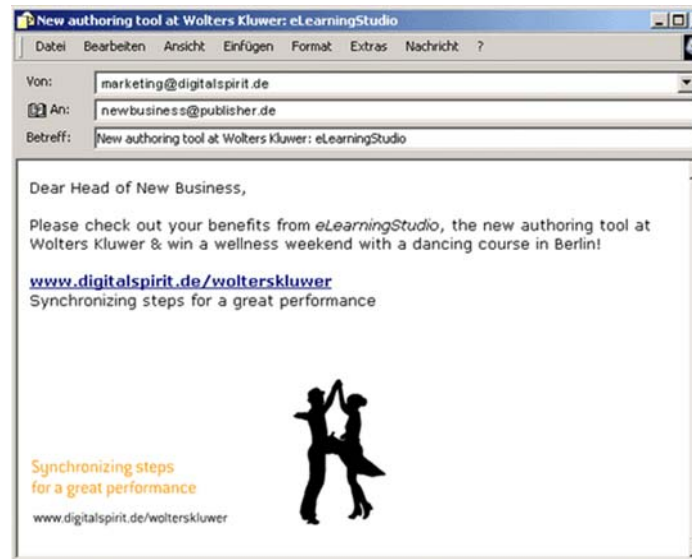 New authoring tool at Wolters Kluwer: eLearningStudio
Datei Bearbeiten Ansicht Einfügen Format Extras Nachricht ?
Von: marketing@digitalspirit.de
An: newbusiness@publisher.de
Betreff: New authoring tool at Wolters Kluwer: eLearningStudio
Dear Head of New Business,
Please check out your benefits from eLearningStudio, the new authoring tool at
Wolters Kluwer & win a wellness weekend with a dancing course in Berlin!
www.digitalspirit.de/wolterskluwer
Synchronizing steps for a great performance
Synchronizing steps
for a great performance
www.digitalspirit.de/wolterskluwer